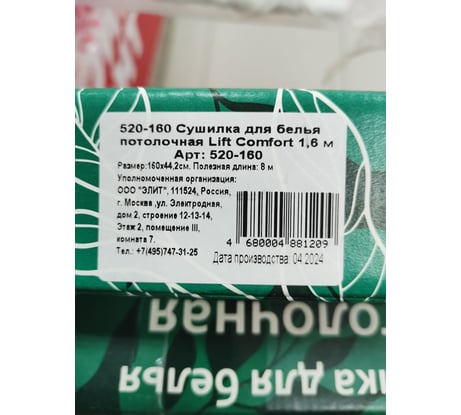 520-160 Сушилка для белья
потолочная Lift Comfort 1,6 м
Арт: 520-160
Размер:160х44,2см. Полезная длина: 8 м
Уполномоченная организация:
ООО "ЭЛИТ", 111524, Россия,
г. Москва ,ул. Электродная,
дом 2, строение 12-13-14,
Этаж 2, помещение III,
комната 7.
Тел.: +7(495)747-31-25
4 680004 881209
Дата производства: 04.2024
толочная
лка для белья